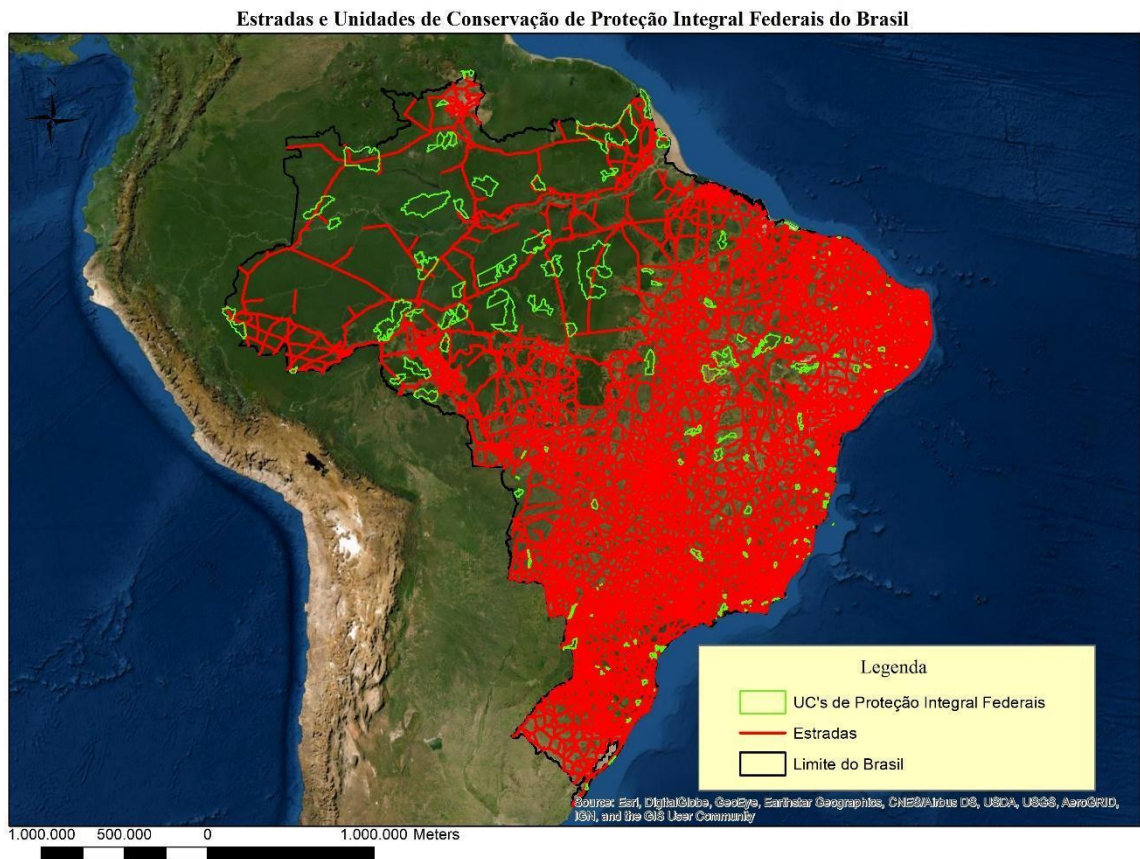 Estradas e Unidades de Conservação de Proteção Integral Federais do Brasil
N
Legenda
UC's de Proteção Integral Federais
Estradas
Limite do Brasil
Source: Esri, DigitalGlobe, GeoEye, Earthstar Geographics, CNES/Airbus DS, USDA, USGS, AeroGRID,
IGN, and the GIS User Community
1.000.000 500.000 0 1.000.000 Meters